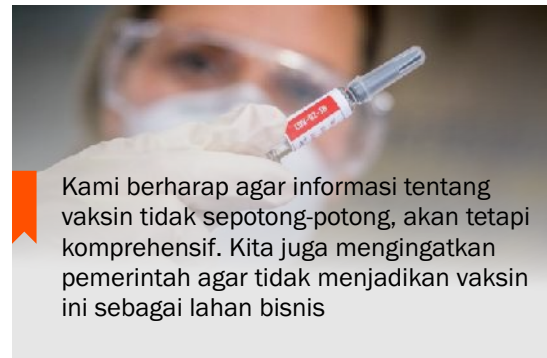 Kami berharap agar informasi tentang
vaksin tidak sepotong-potong, akan tetapi
komprehensif. Kita juga mengingatkan
pemerintah agar tidak menjadikan vaksin
ini sebagai lahan bisnis